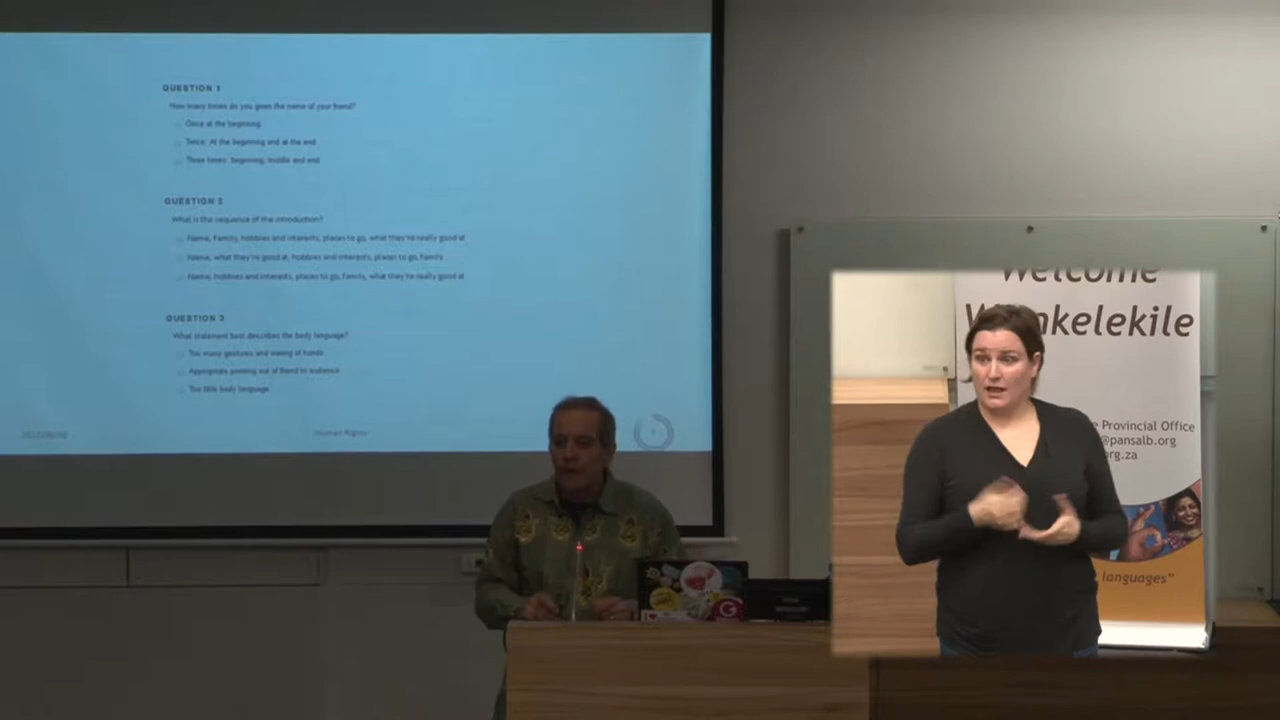 QUESTION 1
How many times do you given the name of your friend?
Once at the beginning
Twice: At the beginning and at the end
Three times: beginning, middle and end
QUESTION 2
What is the sequence of the introduction?
Name, Family, hobbies and interests, places to go, what they're really good at
Name, what they're good at, hobbies and interests, places to go, family
Name, hobbies and interests, places to go, family, what they're really good at
QUESTION 3
What statement best describes the body language?
Too many gestures and waving of hands
Appropriate pointing out of friend to audience
Too little body language
Human Rights
Welcome
W nkelekile
Provincial Office
@pansalb.org
org.za
languages”
G